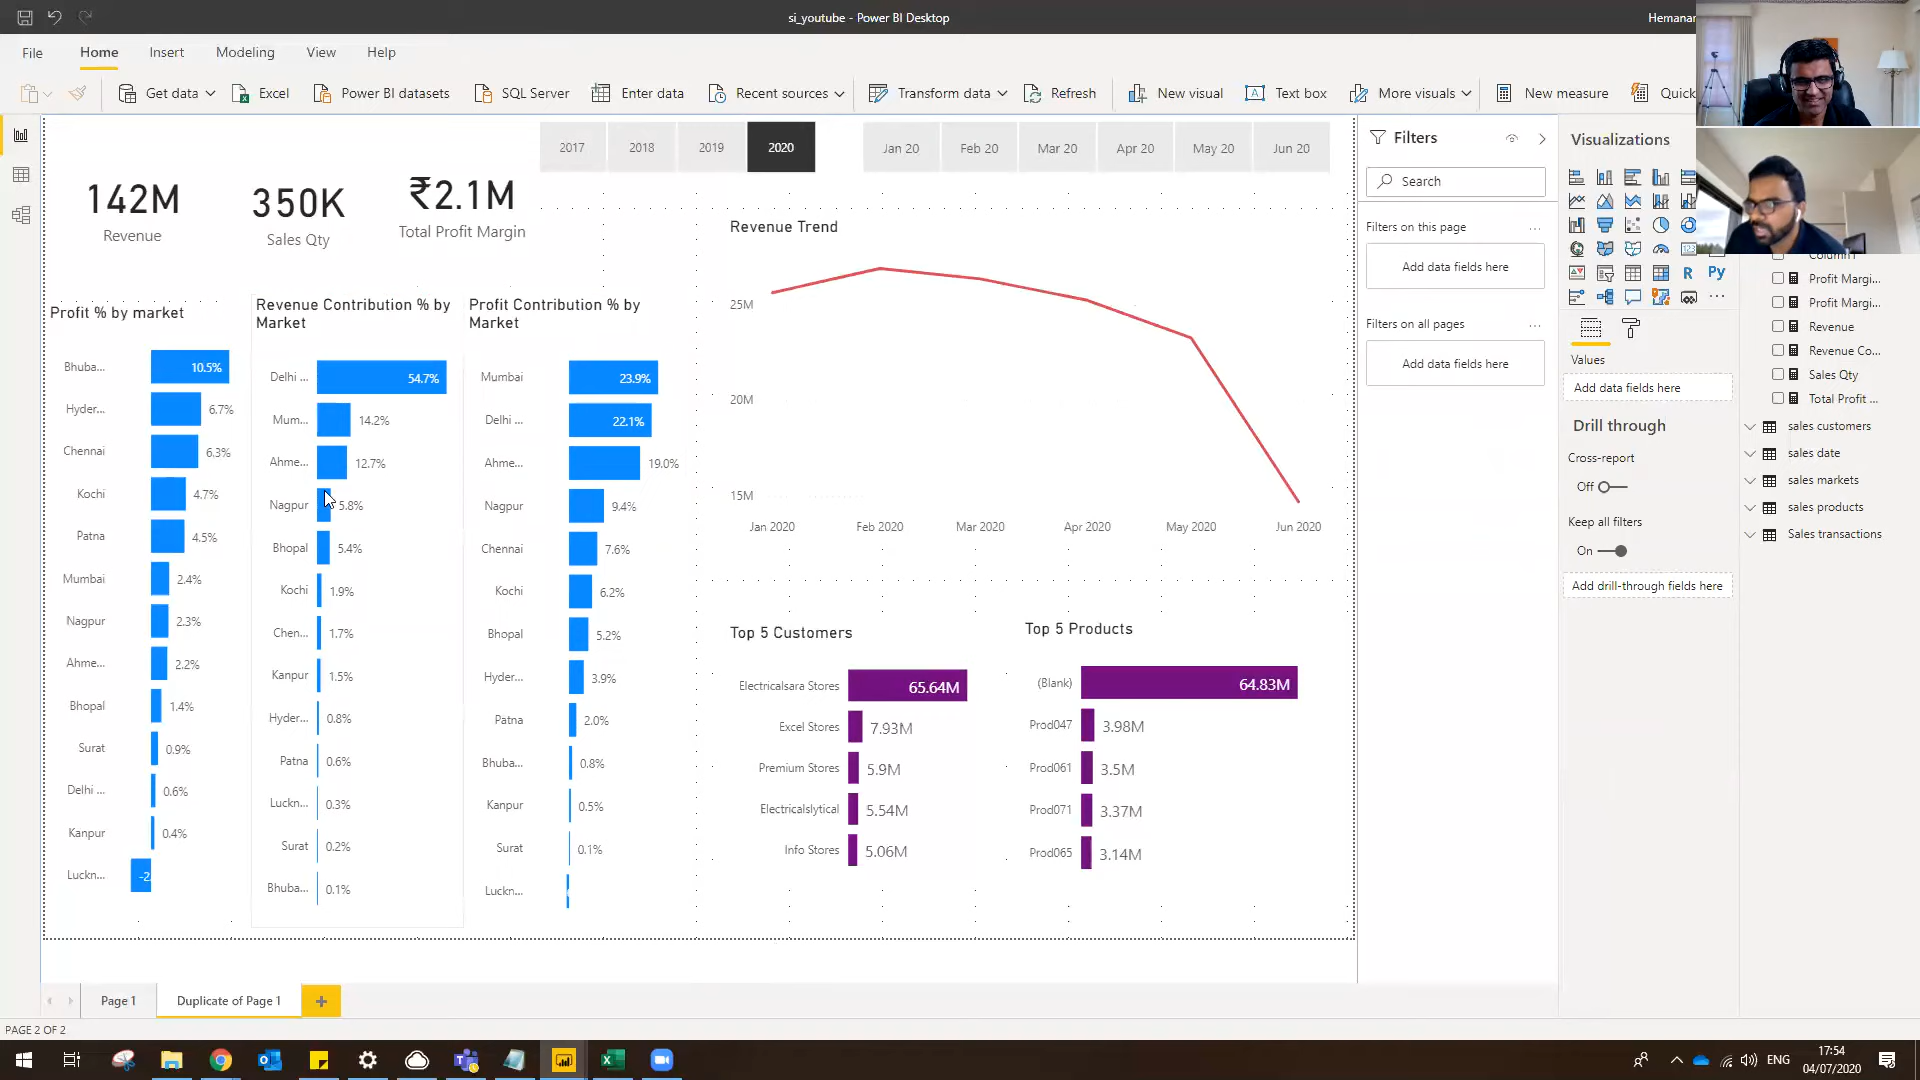 si_youtube - Power BI Desktop
File
Home
Insert
Modeling
View
Help
Get data
Excel
Power BI datasets
SQL Server
Enter data
Recent sources
Transform data
Refresh
New visual
Text box
More visuals
New measure
2017
2018
2019
2020
Jan 20
Feb 20
Mar 20
Apr 20
May 20
Jun 20
142M
Revenue
350K
Sales Qty
₹2.1M
Total Profit Margin
Profit % by market
Bhuba...
10.5%
Hyder...
6.7%
Chennai
6.3%
Kochi
4.7%
Patna
4.5%
Mumbai
2.4%
Nagpur
2.3%
Ahme...
2.2%
Bhopal
1.4%
Surat
0.9%
Delhi ...
0.6%
Kanpur
0.4%
Luckn...
-2
Revenue Contribution % by
Market
Delhi ...
54.7%
Mum...
14.2%
Ahme...
12.7%
Nagpur
5.8%
Bhopal
5.4%
Kochi
1.9%
Chen...
1.7%
Kanpur
1.5%
Hyder...
0.8%
Patna
0.6%
Luckn...
0.3%
Surat
0.2%
Bhuba...
0.1%
Profit Contribution % by
Market
Mumbai
23.9%
Delhi ...
22.1%
Ahme...
19.0%
Nagpur
9.4%
Chennai
7.6%
Kochi
6.2%
Bhopal
5.2%
Hyder...
3.9%
Patna
2.0%
Bhuba...
0.8%
Kanpur
0.5%
Surat
0.1%
Luckn...
Revenue Trend
25M
20M
15M
Jan 2020
Feb 2020
Mar 2020
Apr 2020
May 2020
Jun 2020
Top 5 Customers
Electricalsara Stores
65.64M
Excel Stores
7.93M
Premium Stores
5.9M
Electricalslytical
5.54M
Info Stores
5.06M
Top 5 Products
(Blank)
64.83M
Prod047
3.98M
Prod061
3.5M
Prod071
3.37M
Prod065
3.14M
Filters
Search
Filters on this page
...
Add data fields here
Filters on all pages
...
Add data fields here
Visualizations
R
Py
...
Values
Add data fields here
Drill through
Cross-report
Off
Keep all filters
On
Add drill-through fields here
Profit Margi...
Profit Margi...
Revenue
Revenue Co...
Sales Qty
Total Profit ...
sales customers
sales date
sales markets
sales products
Sales transactions
Page 1
Duplicate of Page 1
+
PAGE 2 OF 2
ENG
17:54
04/07/2020